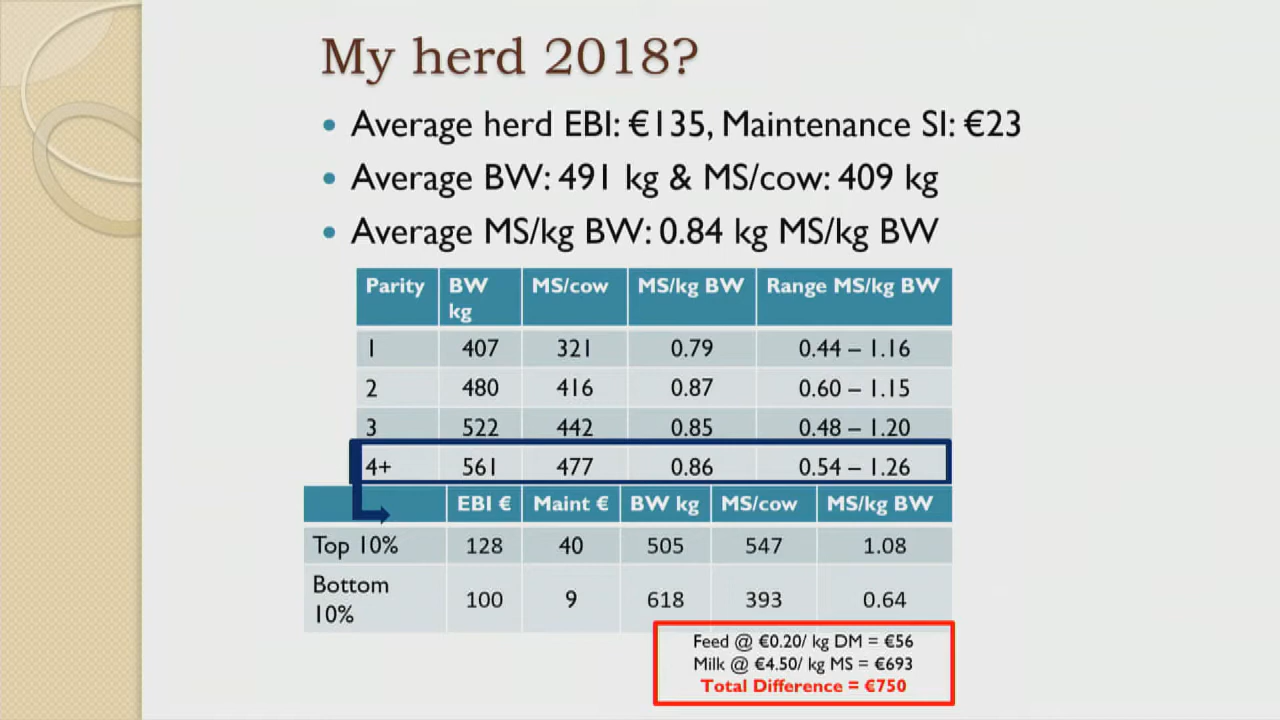 My herd 2018?
• Average herd EBI: €135, Maintenance SI: €23
• Average BW: 491 kg & MS/cow: 409 kg
• Average MS/kg BW: 0.84 kg MS/kg BW
Parity BW kg MS/cow MS/kg BW Range MS/kg BW
1 407 321 0.79 0.44 – 1.16
2 480 416 0.87 0.60 – 1.15
3 522 442 0.85 0.48 – 1.20
4+ 561 477 0.86 0.54 – 1.26
EBI € Maint € BW kg MS/cow MS/kg BW
Top 10% 128 40 505 547 1.08
Bottom 10% 100 9 618 393 0.64
Feed @ €0.20/ kg DM = €56
Milk @ €4.50/ kg MS = €693
Total Difference = €750